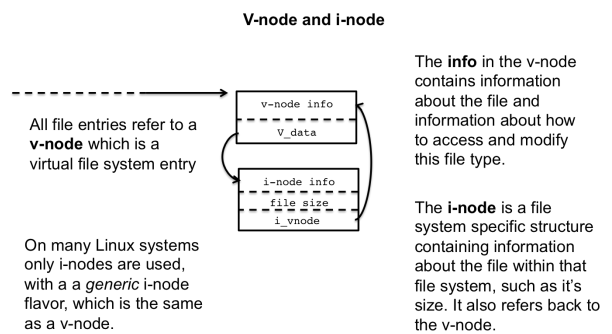 V-node and i-node
All file entries refer to a
v-node which is a
virtual file system entry
v-node info
V_data
i-node info
file size
i_vnode
The info in the v-node
contains information
about the file and
information about how
to access and modify
this file type.
On many Linux systems
only i-nodes are used,
with a a generic i-node
flavor, which is the same
as a v-node.
The i-node is a file
system specific structure
containing information
about the file within that
file system, such as it's
size. It also refers back to
the v-node.